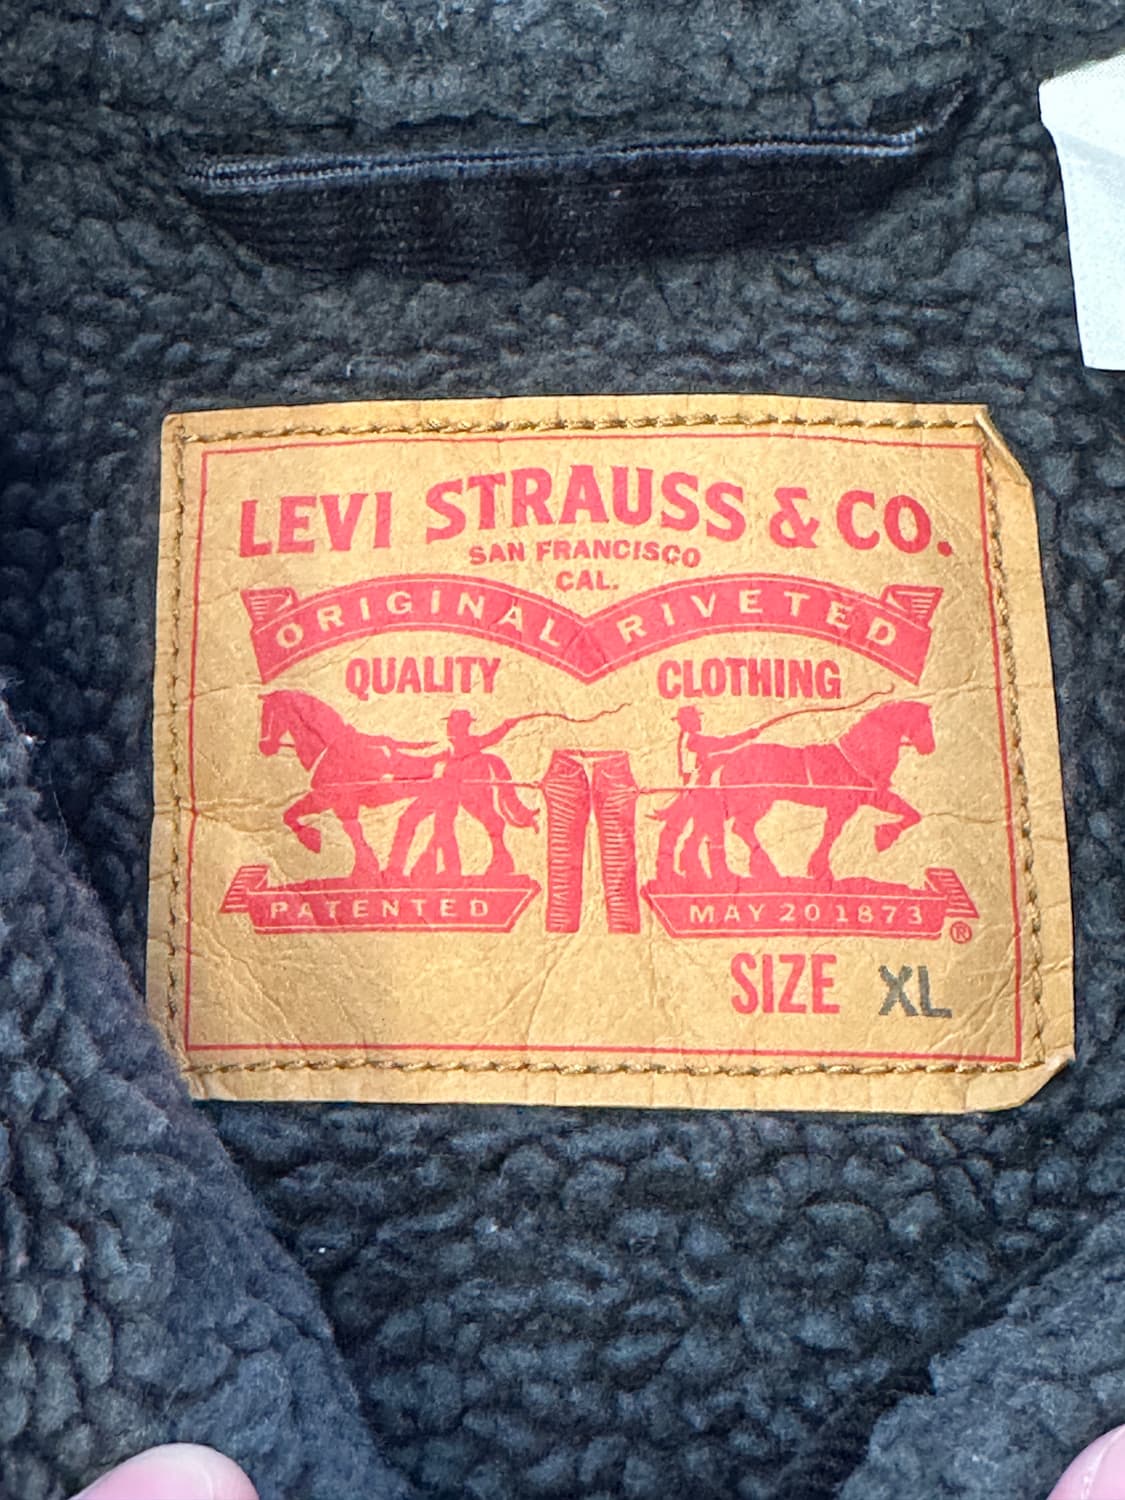 LEVI STRAUSS & CO.
SAN FRANCISCO
CAL.
ORIGINAL RIVETED
QUALITY CLOTHING
PATENTED MAY 20 1873 ®
SIZE XL